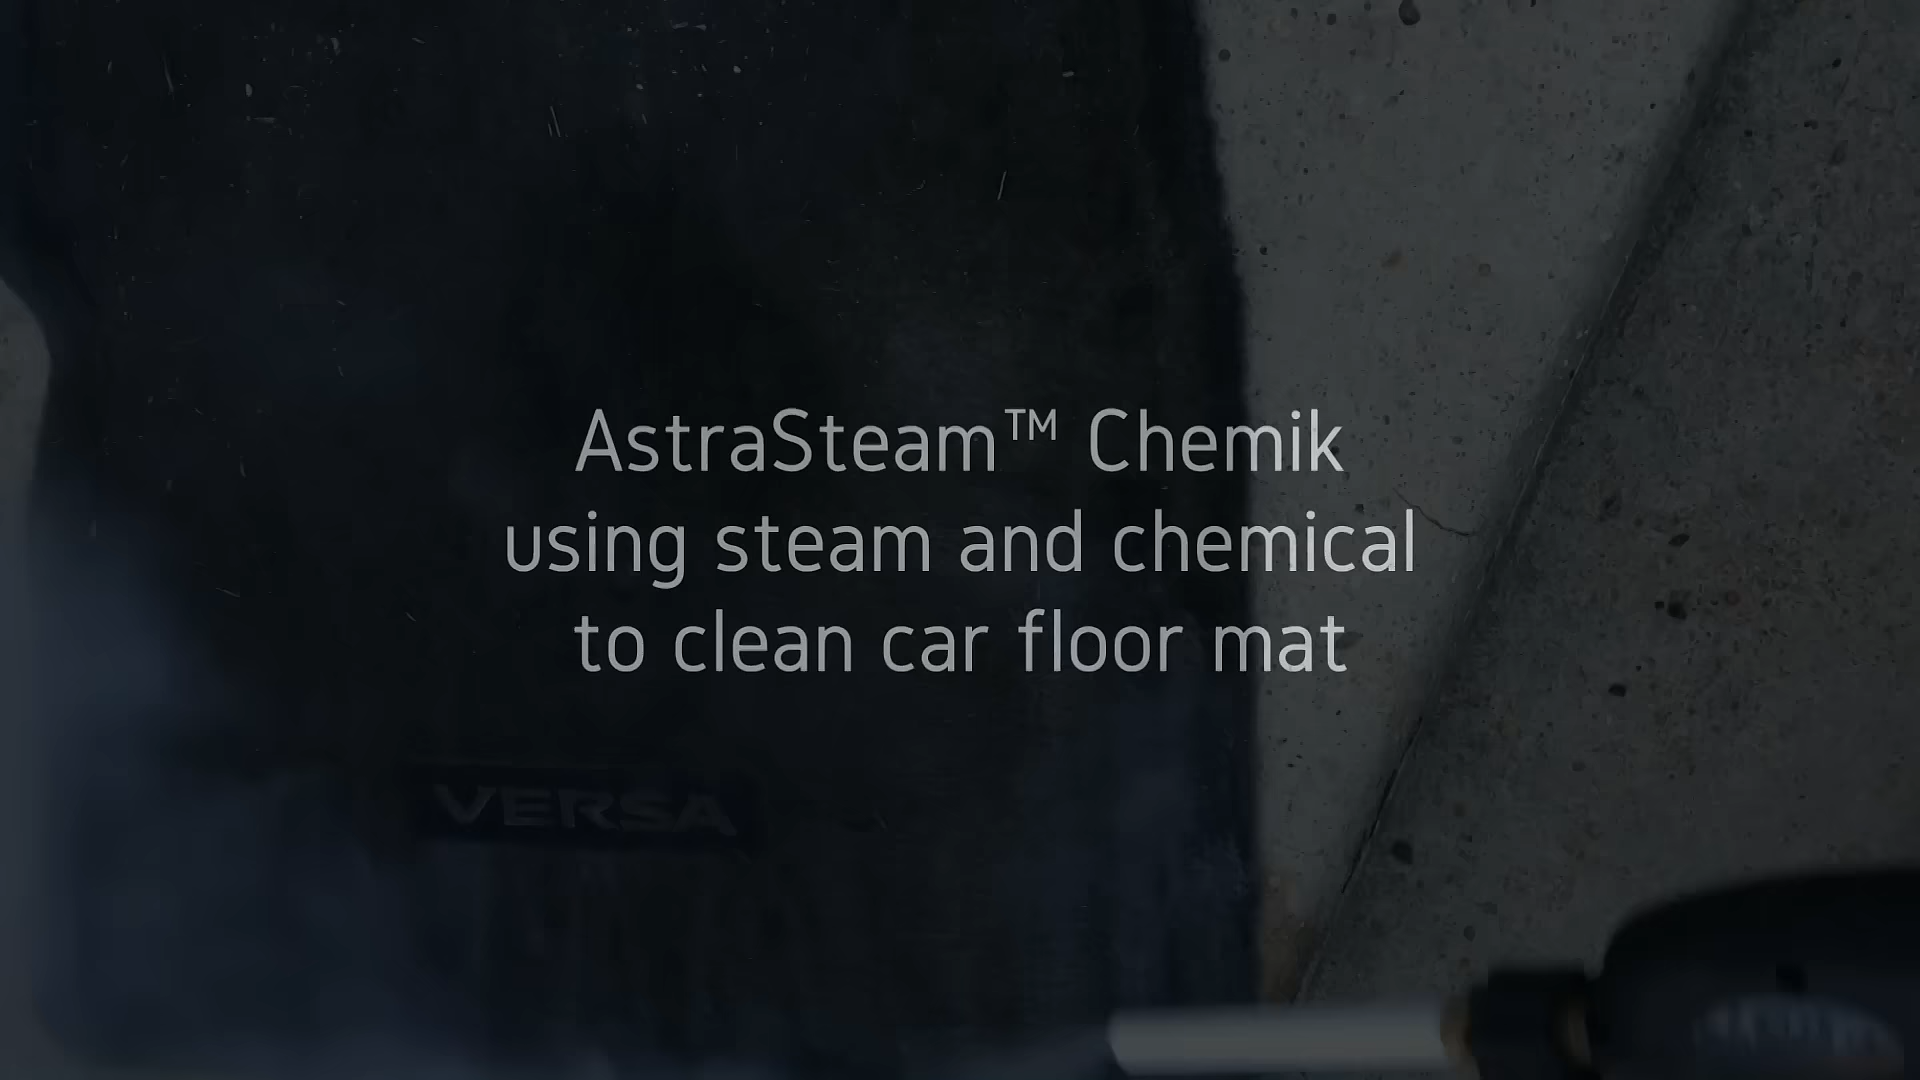 AstraSteam™ Chemik
using steam and chemical
to clean car floor mat
VERSA